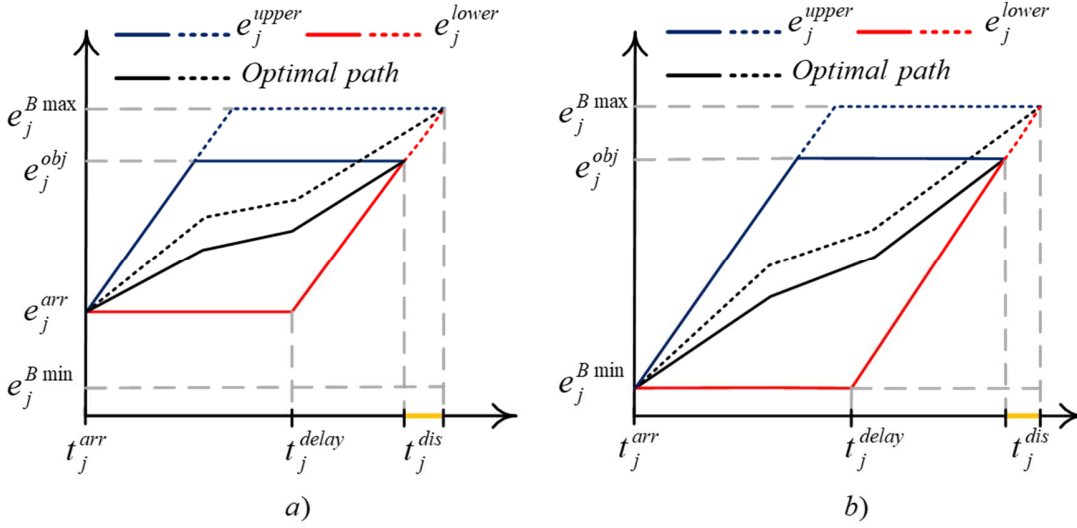 e_j^upper e_j^lower
Optimal path
e_j^B max
e_j^obj
e_j^arr
e_j^B min
t_j^arr t_j^delay t_j^dis
a)
e_j^upper e_j^lower
Optimal path
e_j^B max
e_j^obj
e_j^B min
t_j^arr t_j^delay t_j^dis
b)